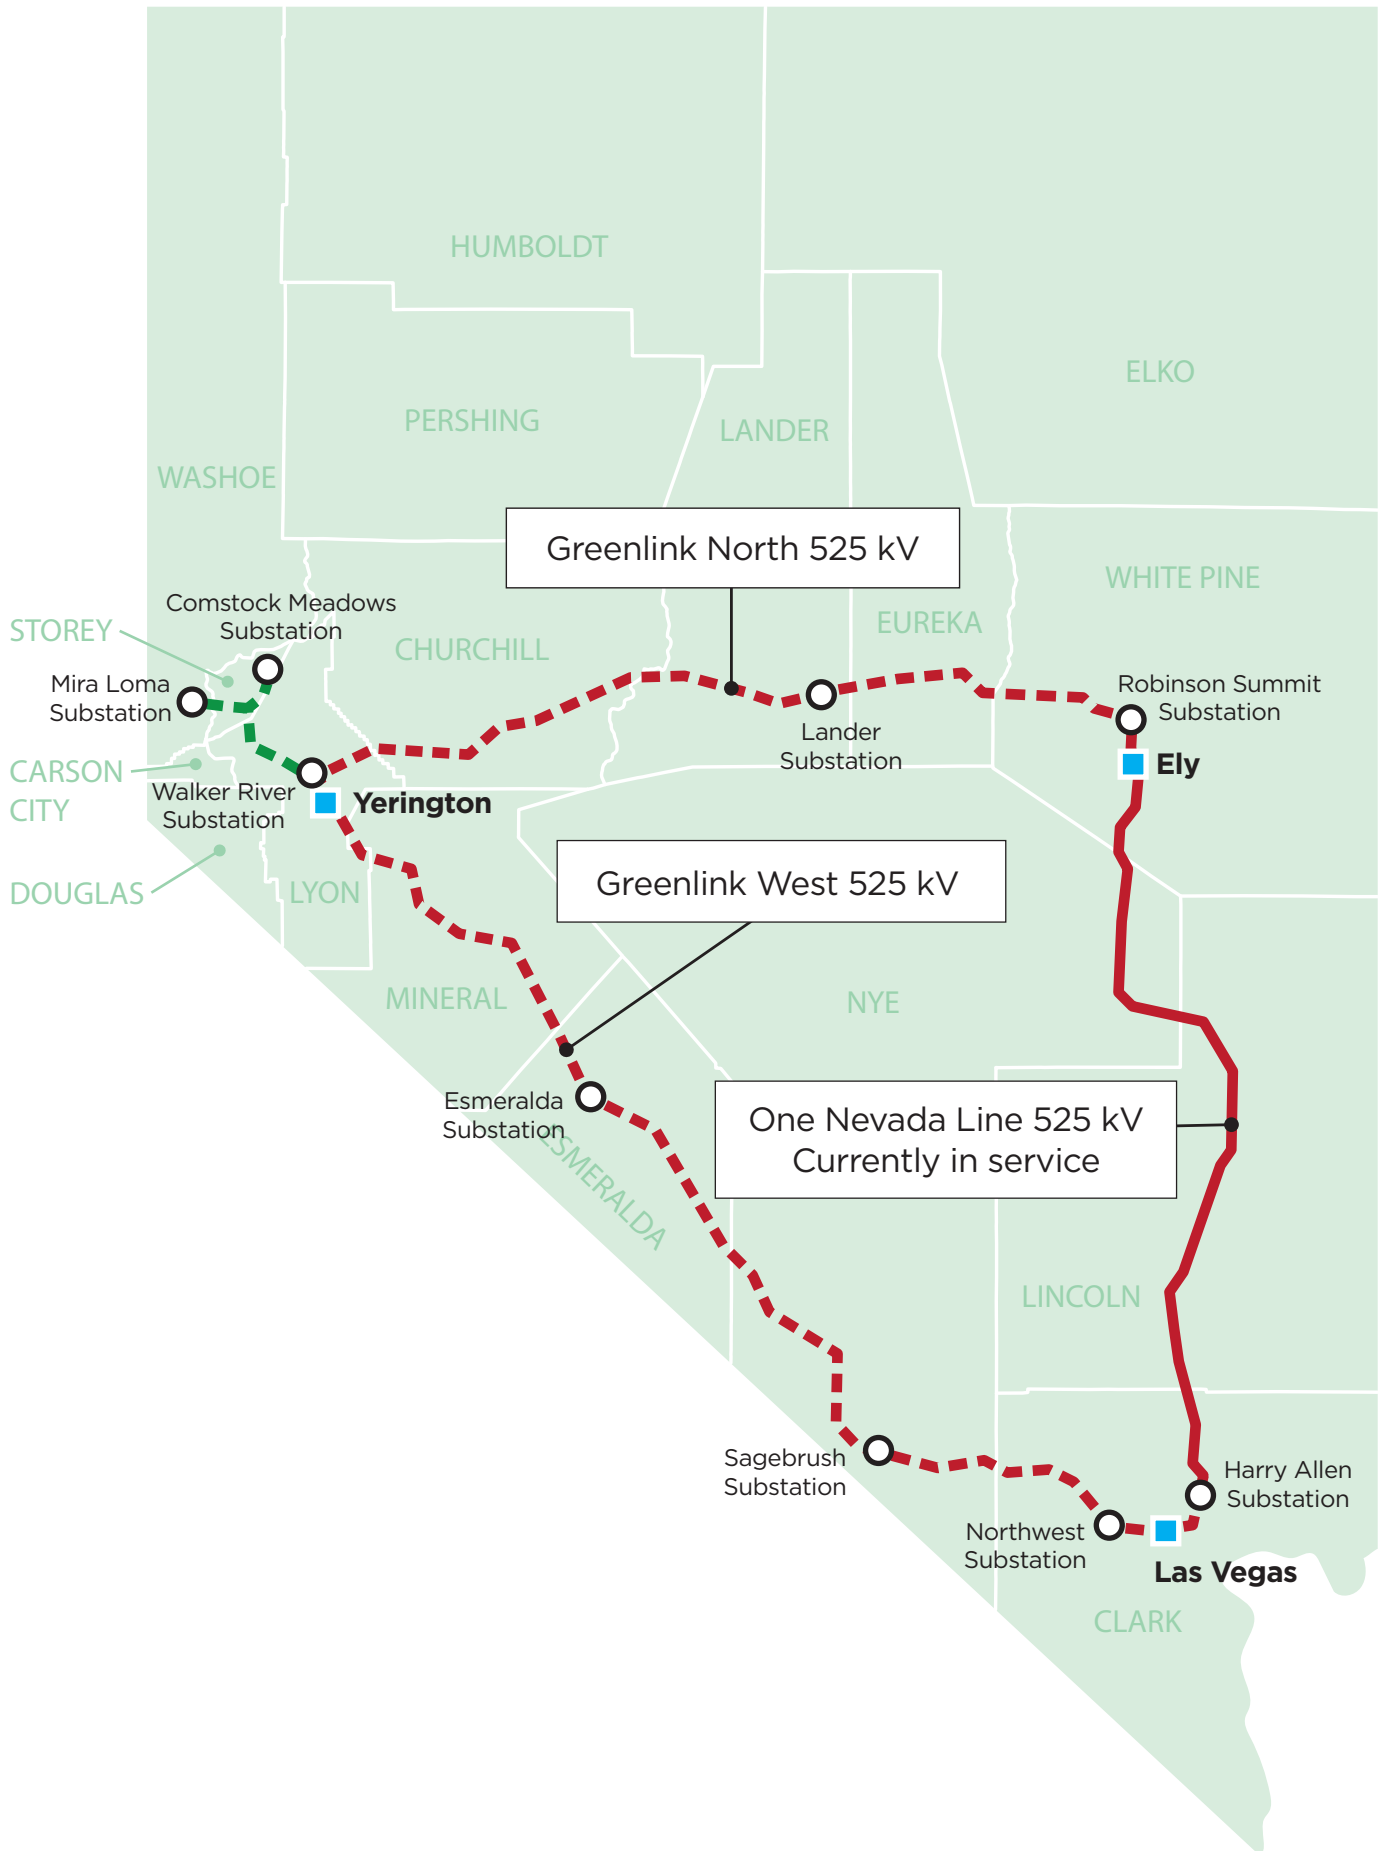 HUMBOLDT
ELKO
PERSHING
LANDER
WASHOE
Greenlink North 525 kV
WHITE PINE
Comstock Meadows
Substation
STOREY
EUREKA
CHURCHILL
Mira Loma
Substation
Robinson Summit
Substation
Lander
Substation
CARSON
CITY
Ely
Walker River
Substation
Yerington
Greenlink West 525 kV
DOUGLAS
LYON
MINERAL
NYE
Esmeralda
Substation
One Nevada Line 525 kV
Currently in service
ESMERALDA
LINCOLN
Sagebrush
Substation
Harry Allen
Substation
Northwest
Substation
Las Vegas
CLARK